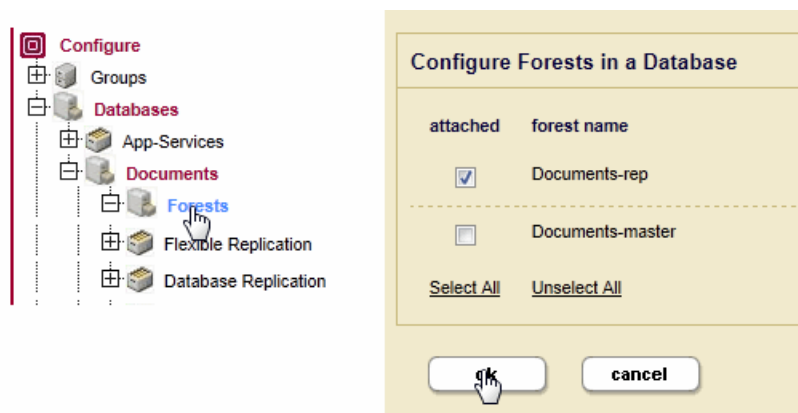 Configure
Groups
Databases
App-Services
Documents
Forests
Flexible Replication
Database Replication
Configure Forests in a Database
attached forest name
Documents-rep
Documents-master
Select All Unselect All
ok cancel